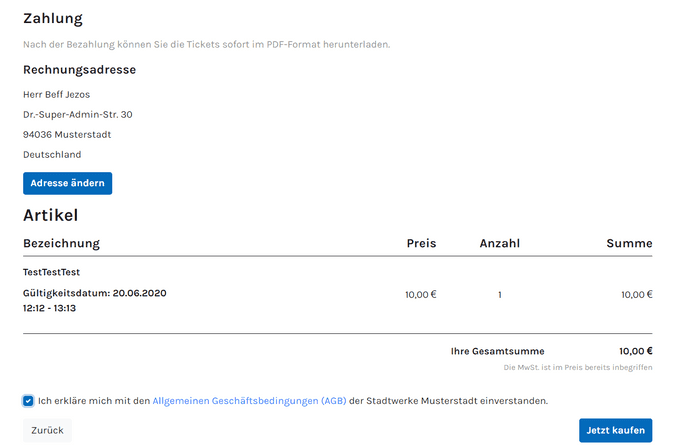 Zahlung
Nach der Bezahlung können Sie die Tickets sofort im PDF-Format herunterladen.
Rechnungsadresse
Herr Beff Jezos
Dr.-Super-Admin-Str. 30
94036 Musterstadt
Deutschland
Adresse ändern
Artikel
Bezeichnung Preis Anzahl Summe
TestTestTest
Gültigkeitsdatum: 20.06.2020 10,00 € 1 10,00 €
12:12 - 13:13
Ihre Gesamtsumme 10,00 €
Die MwSt. ist im Preis bereits inbegriffen
Ich erkläre mich mit den Allgemeinen Geschäftsbedingungen (AGB) der Stadtwerke Musterstadt einverstanden.
Zurück Jetzt kaufen